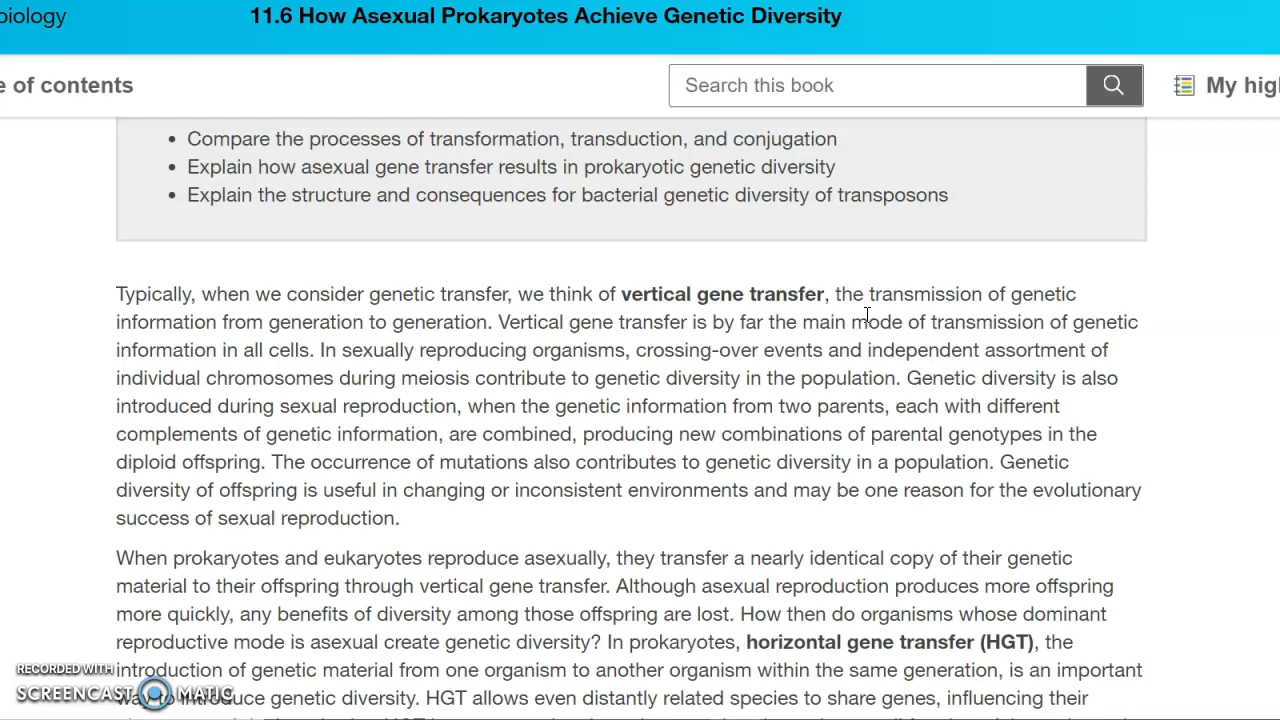 biology
11.6 How Asexual Prokaryotes Achieve Genetic Diversity
e of contents
Search this book
My hig
• Compare the processes of transformation, transduction, and conjugation
• Explain how asexual gene transfer results in prokaryotic genetic diversity
• Explain the structure and consequences for bacterial genetic diversity of transposons
Typically, when we consider genetic transfer, we think of vertical gene transfer, the transmission of genetic
information from generation to generation. Vertical gene transfer is by far the main mode of transmission of genetic
information in all cells. In sexually reproducing organisms, crossing-over events and independent assortment of
individual chromosomes during meiosis contribute to genetic diversity in the population. Genetic diversity is also
introduced during sexual reproduction, when the genetic information from two parents, each with different
complements of genetic information, are combined, producing new combinations of parental genotypes in the
diploid offspring. The occurrence of mutations also contributes to genetic diversity in a population. Genetic
diversity of offspring is useful in changing or inconsistent environments and may be one reason for the evolutionary
success of sexual reproduction.
When prokaryotes and eukaryotes reproduce asexually, they transfer a nearly identical copy of their genetic
material to their offspring through vertical gene transfer. Although asexual reproduction produces more offspring
more quickly, any benefits of diversity among those offspring are lost. How then do organisms whose dominant
reproductive mode is asexual create genetic diversity? In prokaryotes, horizontal gene transfer (HGT), the
introduction of genetic material from one organism to another organism within the same generation, is an important
way to introduce genetic diversity. HGT allows even distantly related species to share genes, influencing their
RECORDED WITH
SCREENCAST MATIC